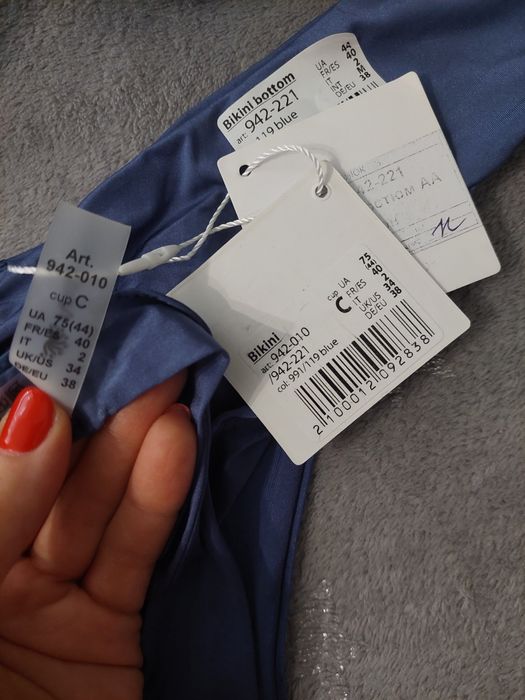 Bikini bottom
art: 942-221
119 blue
UA 44
FR/ES 40
IT 2
INT M
DE/EU 38
Art.
942-010
cup C
UA 75(44)
FR/ES 40
IT 2
UK/US 34
DE/EU 38
Bikini
art: 942-010
/942-221
col: 991/119 blue
cup C
UA 75 (44)
FR/ES 40
IT 2
UK/US 34
DE/EU 38
2100012092838